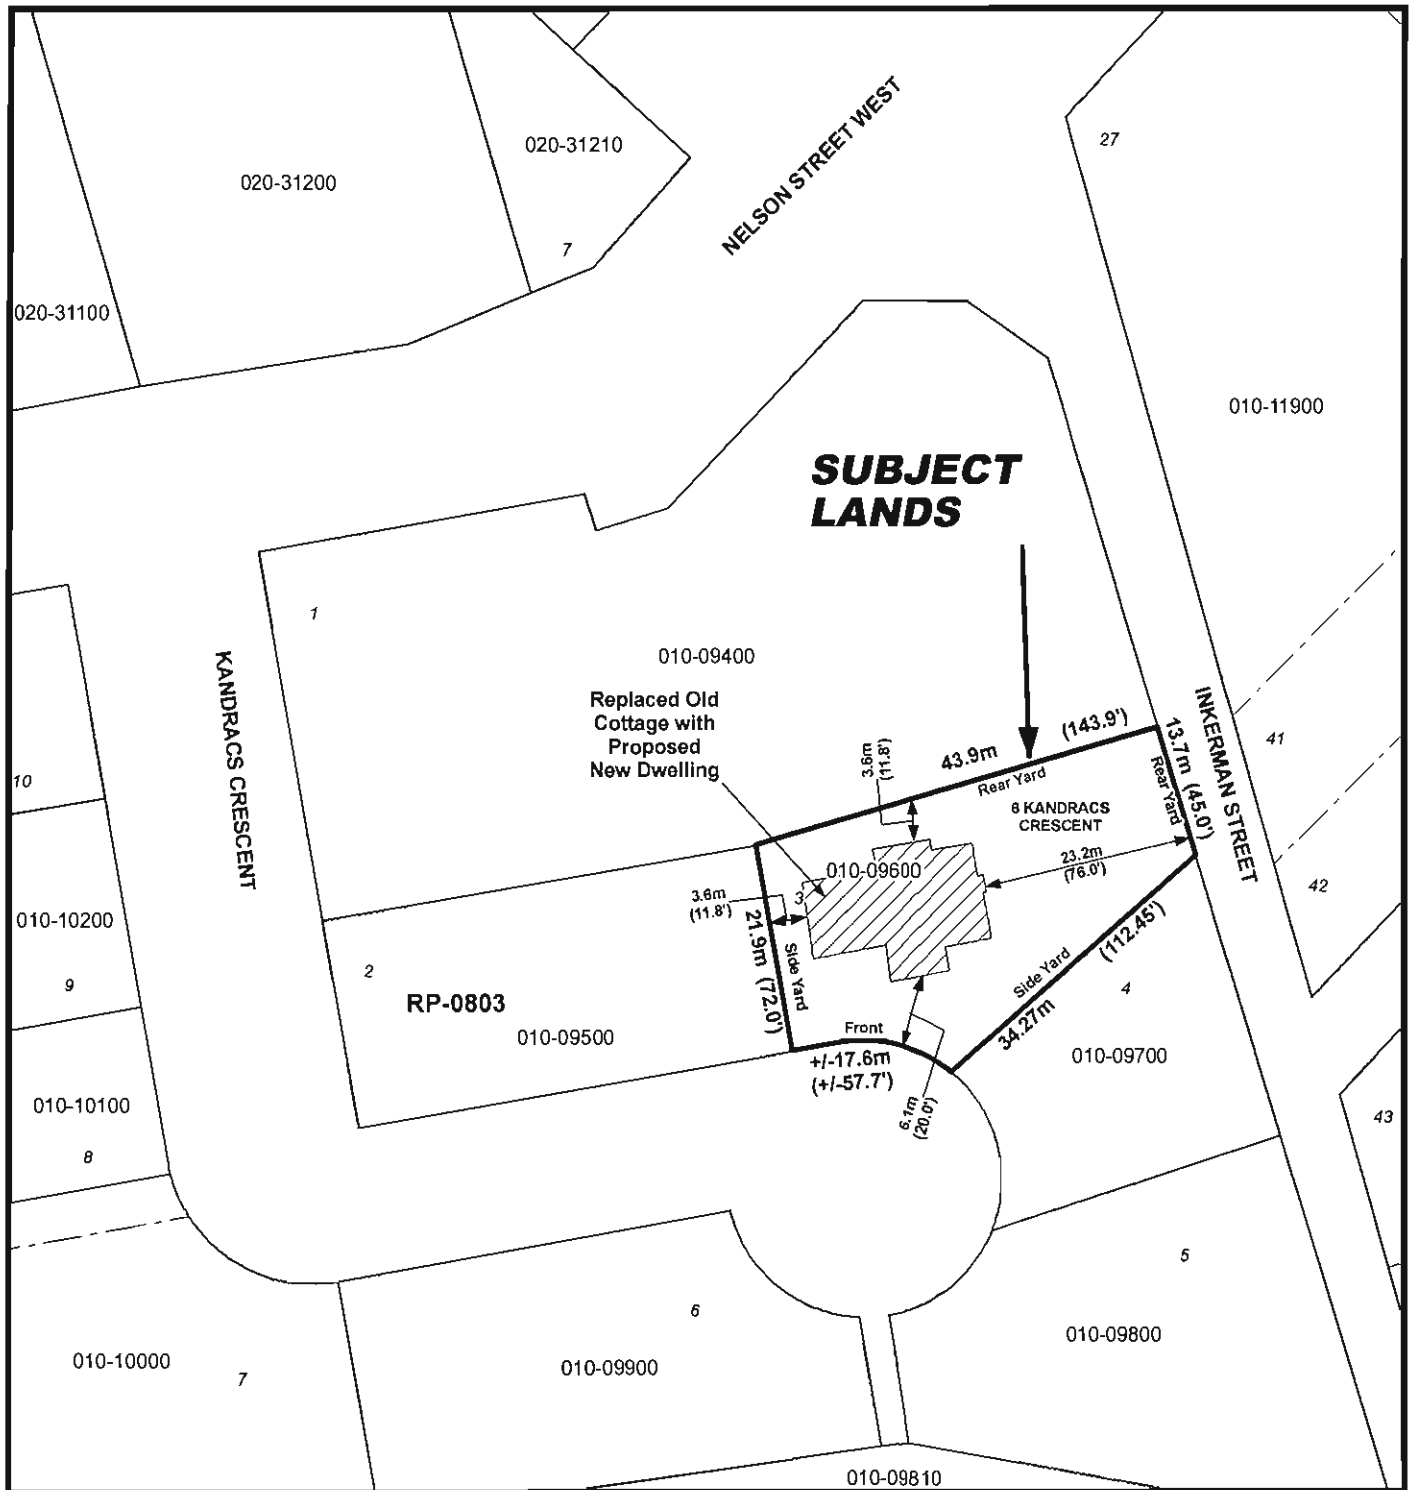 NELSON STREET WEST
020-31210
020-31200
7
27
020-31100
010-11900
SUBJECT
LANDS
1
KANDRACS CRESCENT
010-09400
Replaced Old
Cottage with
Proposed
New Dwelling
3.6m
(11.8')
43.9m (143.9')
Rear Yard
13.7m (45.0')
Rear Yard
INKERMAN STREET
41
10
6 KANDRACS
CRESCENT
23.2m
(76.0')
42
010-09600
3
3.6m
(11.8')
21.9m (72.0')
Side Yard
010-10200
9
2
RP-0803
010-09500
Front
+/-17.6m
(+/-57.7')
6.1m
(20.0')
Side Yard
34.27m (112.45')
4
010-09700
43
010-10100
8
5
010-09800
6
010-09900
010-10000
7
010-09810